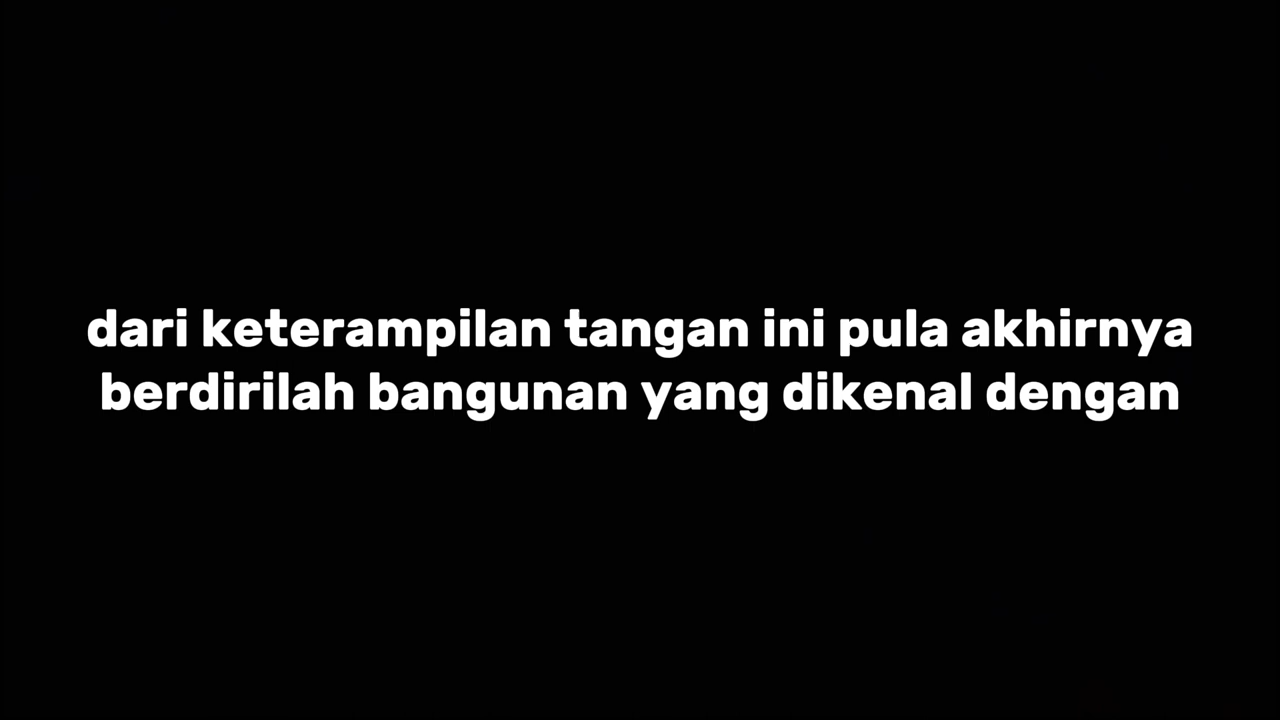 dari keterampilan tangan ini pula akhirnya
berdirilah bangunan yang dikenal dengan